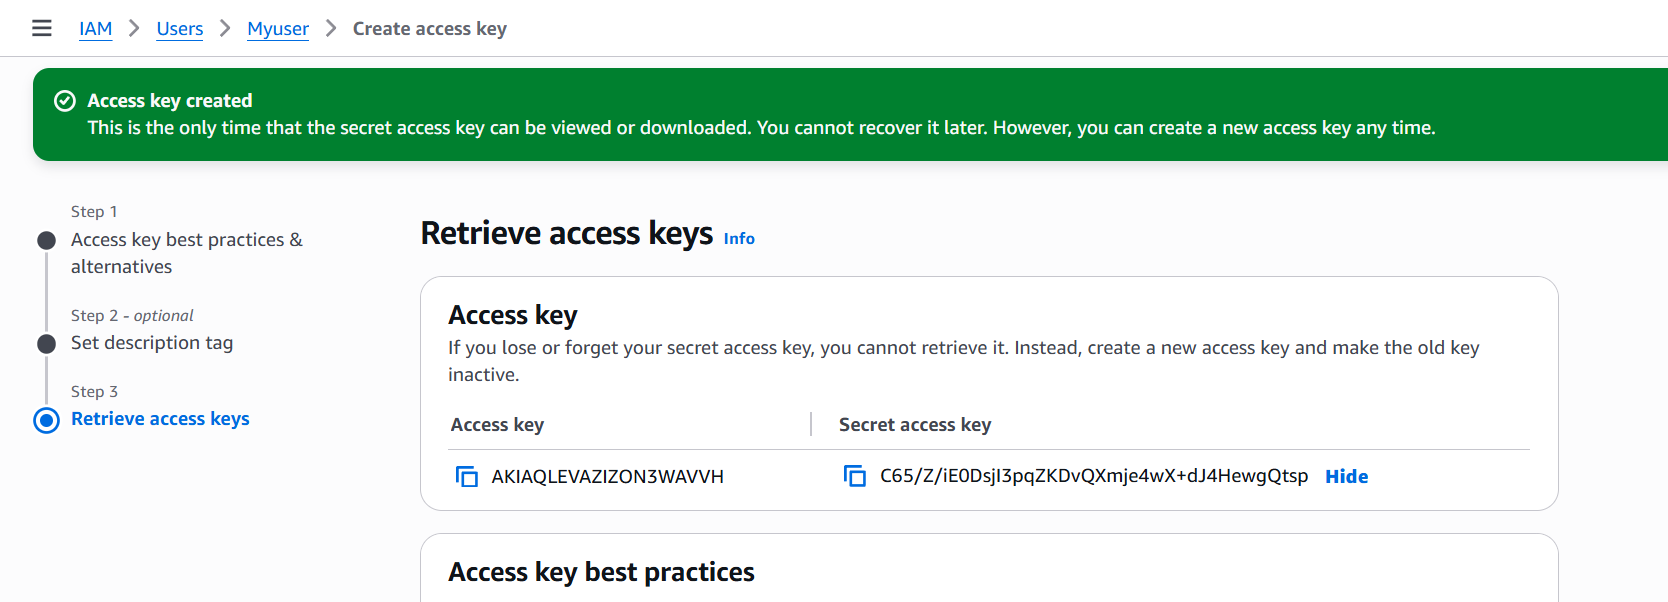 IAM > Users > Myuser > Create access key
Access key created
This is the only time that the secret access key can be viewed or downloaded. You cannot recover it later. However, you can create a new access key any time.
Step 1
Access key best practices &
alternatives
Step 2 - optional
Set description tag
Step 3
Retrieve access keys
Retrieve access keys Info
Access key
If you lose or forget your secret access key, you cannot retrieve it. Instead, create a new access key and make the old key
inactive.
Access key Secret access key
AKIAQLEVAZIZON3WAVVH C65/Z/iE0DsjI3pqZKDvQXmje4wX+dJ4HewgQtsp Hide
Access key best practices